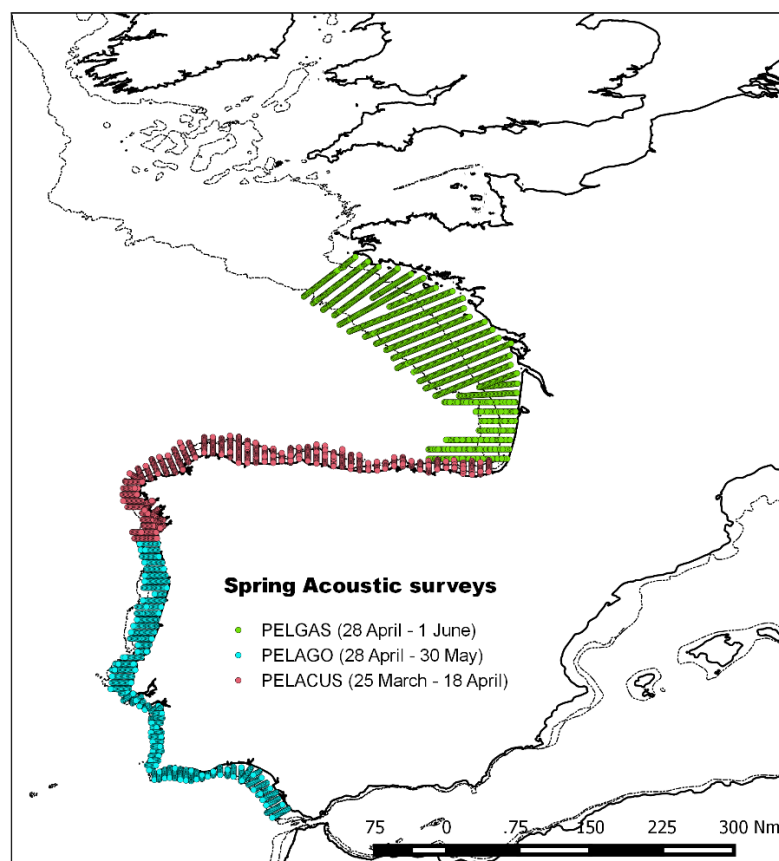 Spring Acoustic surveys
PELGAS (28 April - 1 June)
PELAGO (28 April - 30 May)
PELACUS (25 March - 18 April)
75 0 .75 150 225 300 Nm